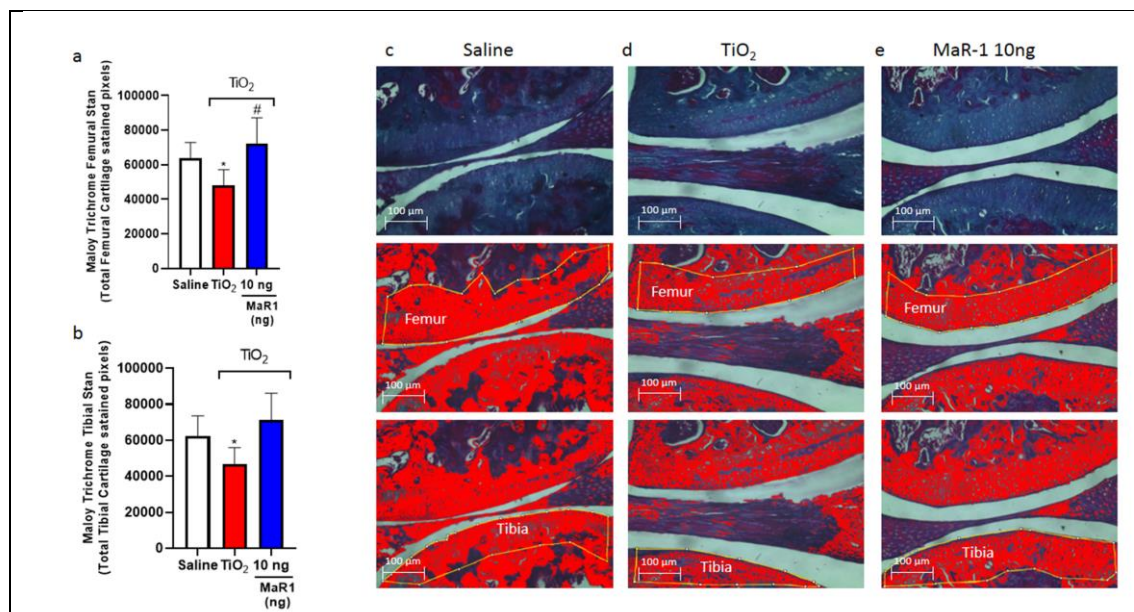 a
TiO2
Maloy Trichrome Femural Stan
(Total Femural Cartilage satained pixels)
100000
80000
60000
40000
20000
0
*
#
Saline TiO2 10 ng
MaR1
(ng)
b
TiO2
Maloy Trichrome Tibial Stan
(Total Tibial Cartilage satained pixels)
100000
80000
60000
40000
20000
0
*
Saline TiO2 10 ng
MaR1
(ng)
c Saline
d TiO2
e MaR-1 10ng
100 µm
100 µm
100 µm
Femur
100 µm
Femur
100 µm
Femur
100 µm
Tibia
100 µm
Tibia
100 µm
Tibia
100 µm